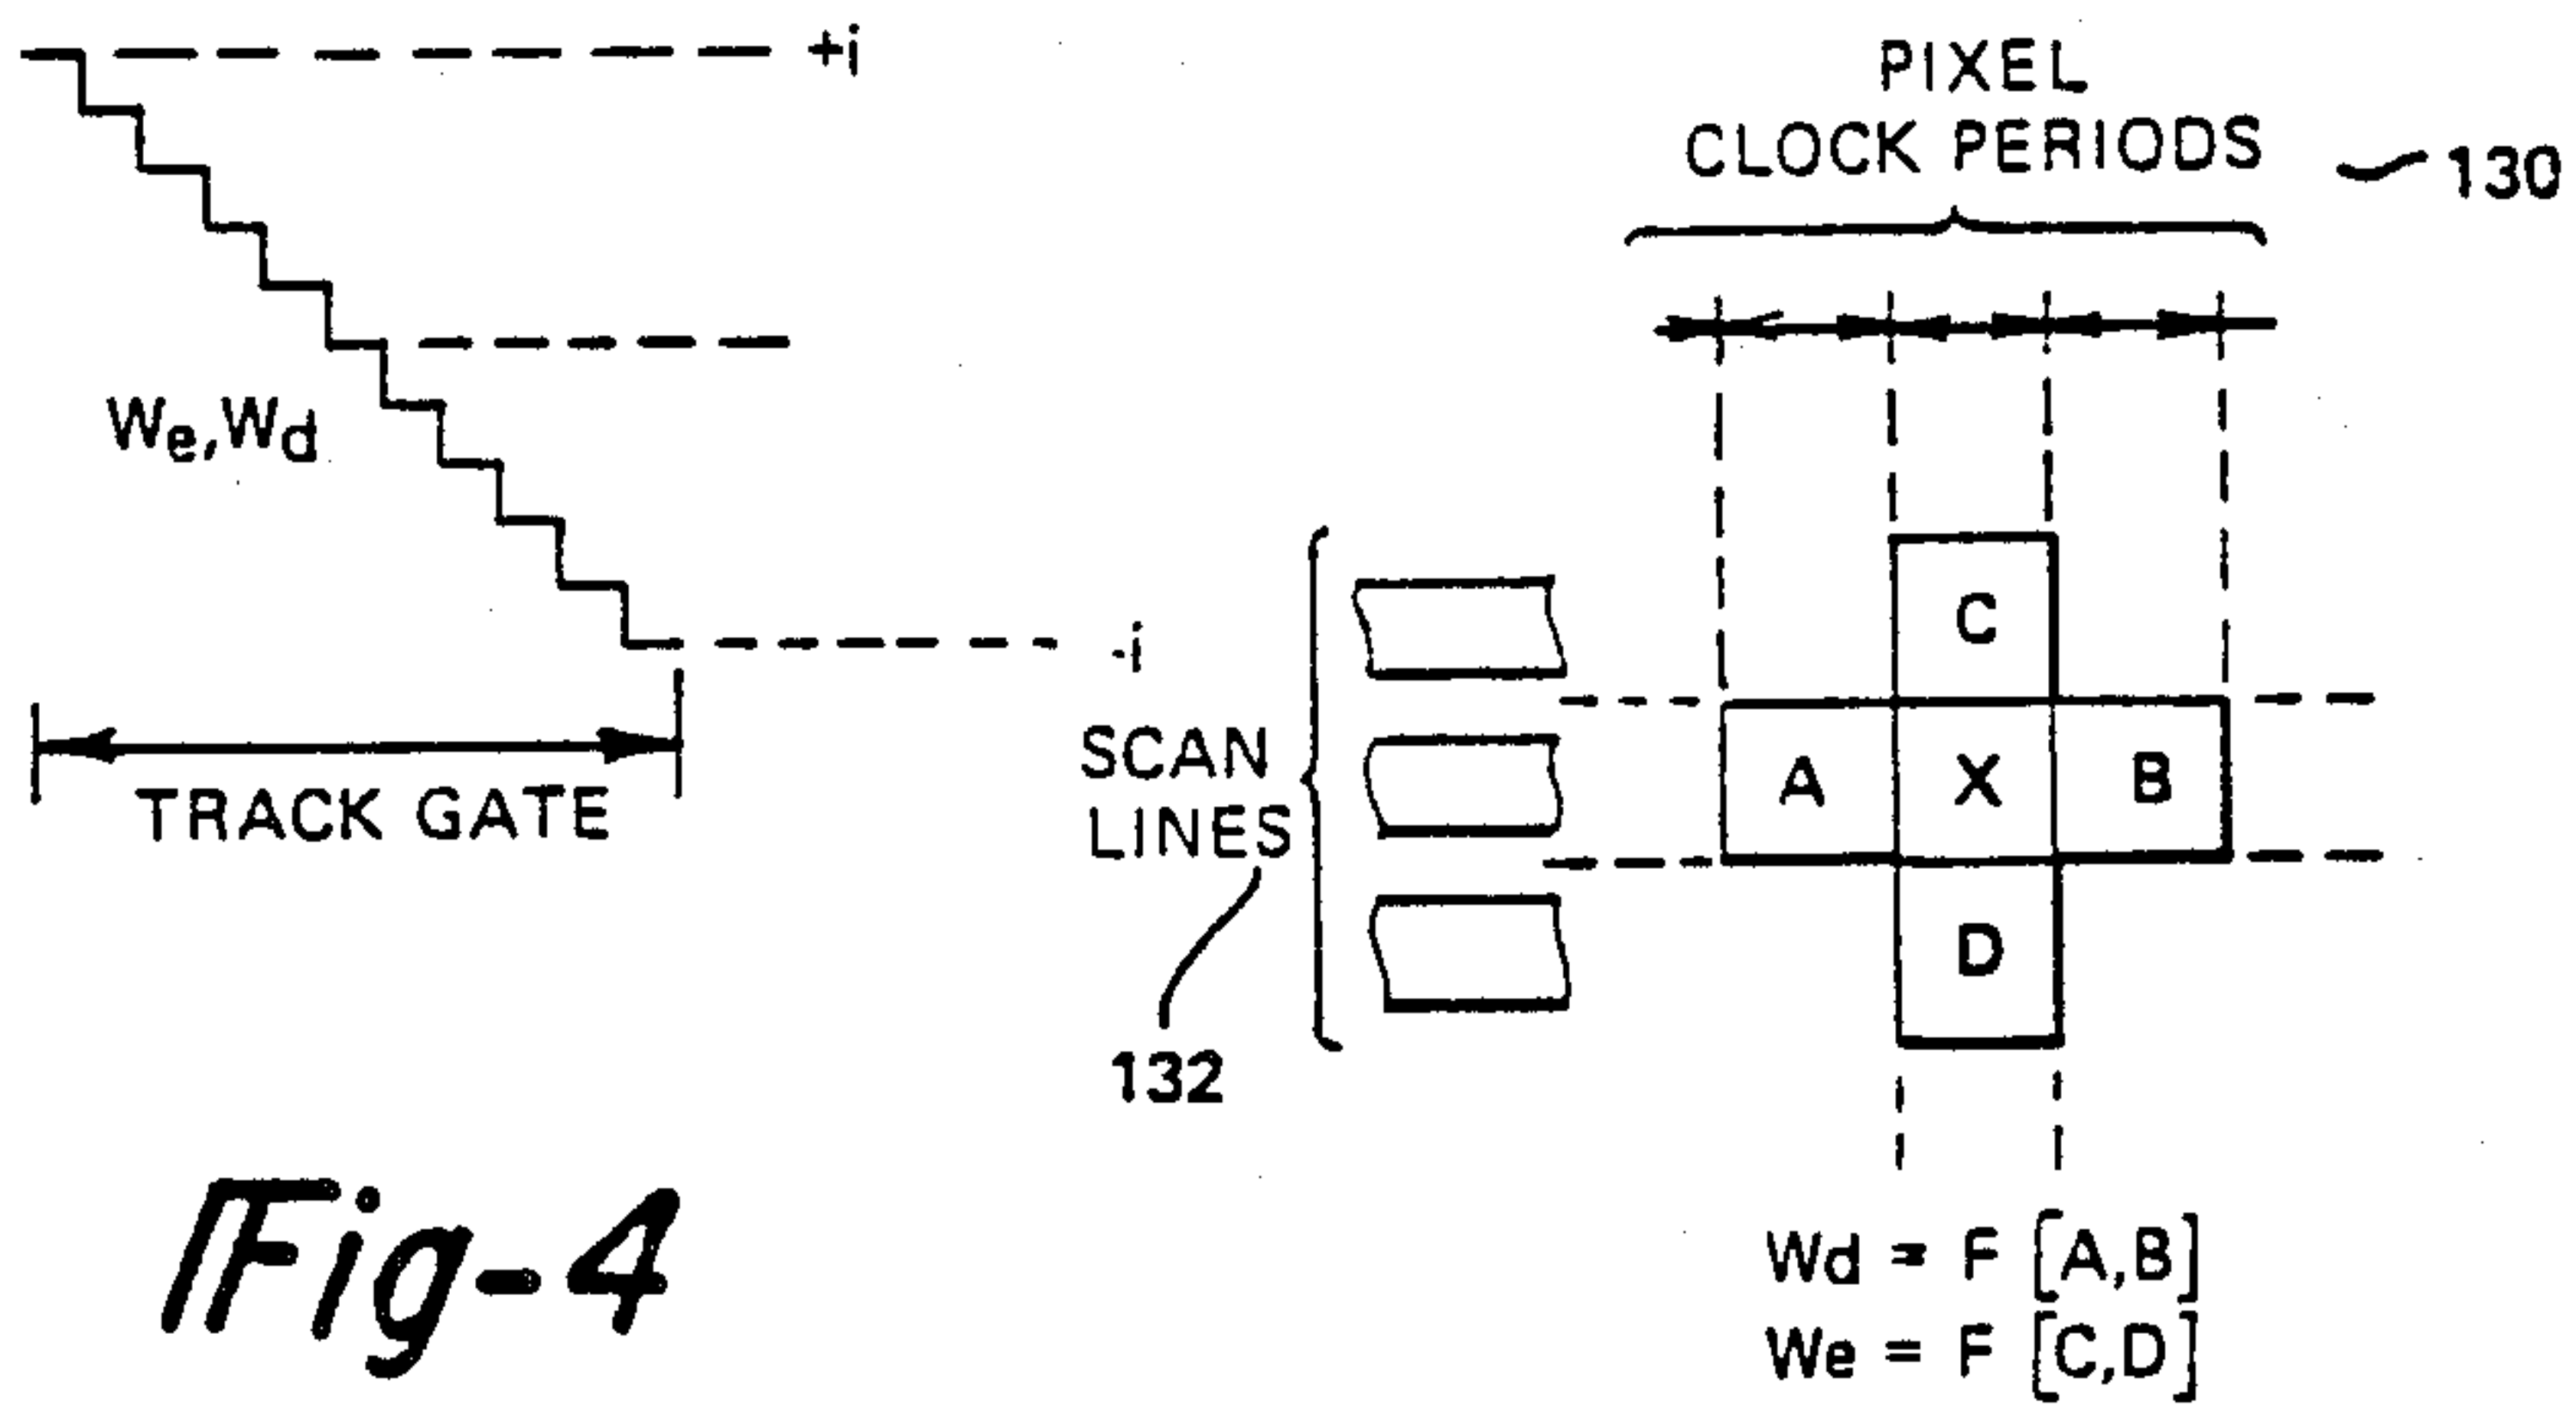 +i
We,Wd
-i
TRACK GATE
PIXEL
CLOCK PERIODS
130
SCAN
LINES
132
C
A X B
D
Wd = F [A,B]
We = F [C,D]
Fig-4